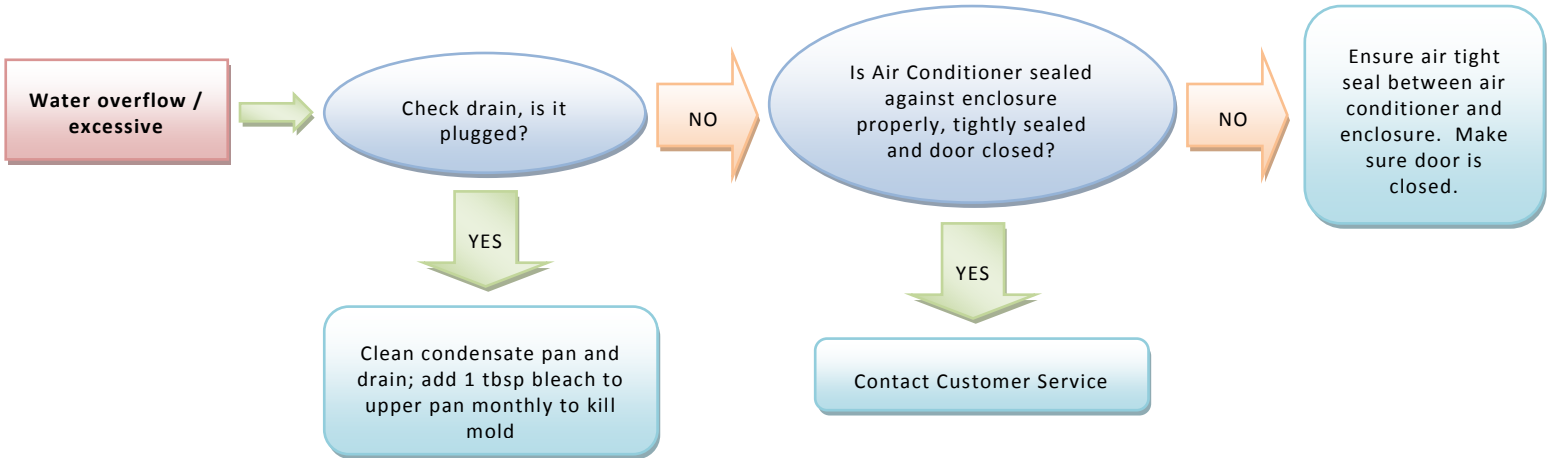 Water overflow /
excessive
Check drain, is it
plugged?
NO
Is Air Conditioner sealed
against enclosure
properly, tightly sealed
and door closed?
NO
Ensure air tight
seal between air
conditioner and
enclosure.  Make
sure door is
closed.
YES
Clean condensate pan and
drain; add 1 tbsp bleach to
upper pan monthly to kill
mold
YES
Contact Customer Service